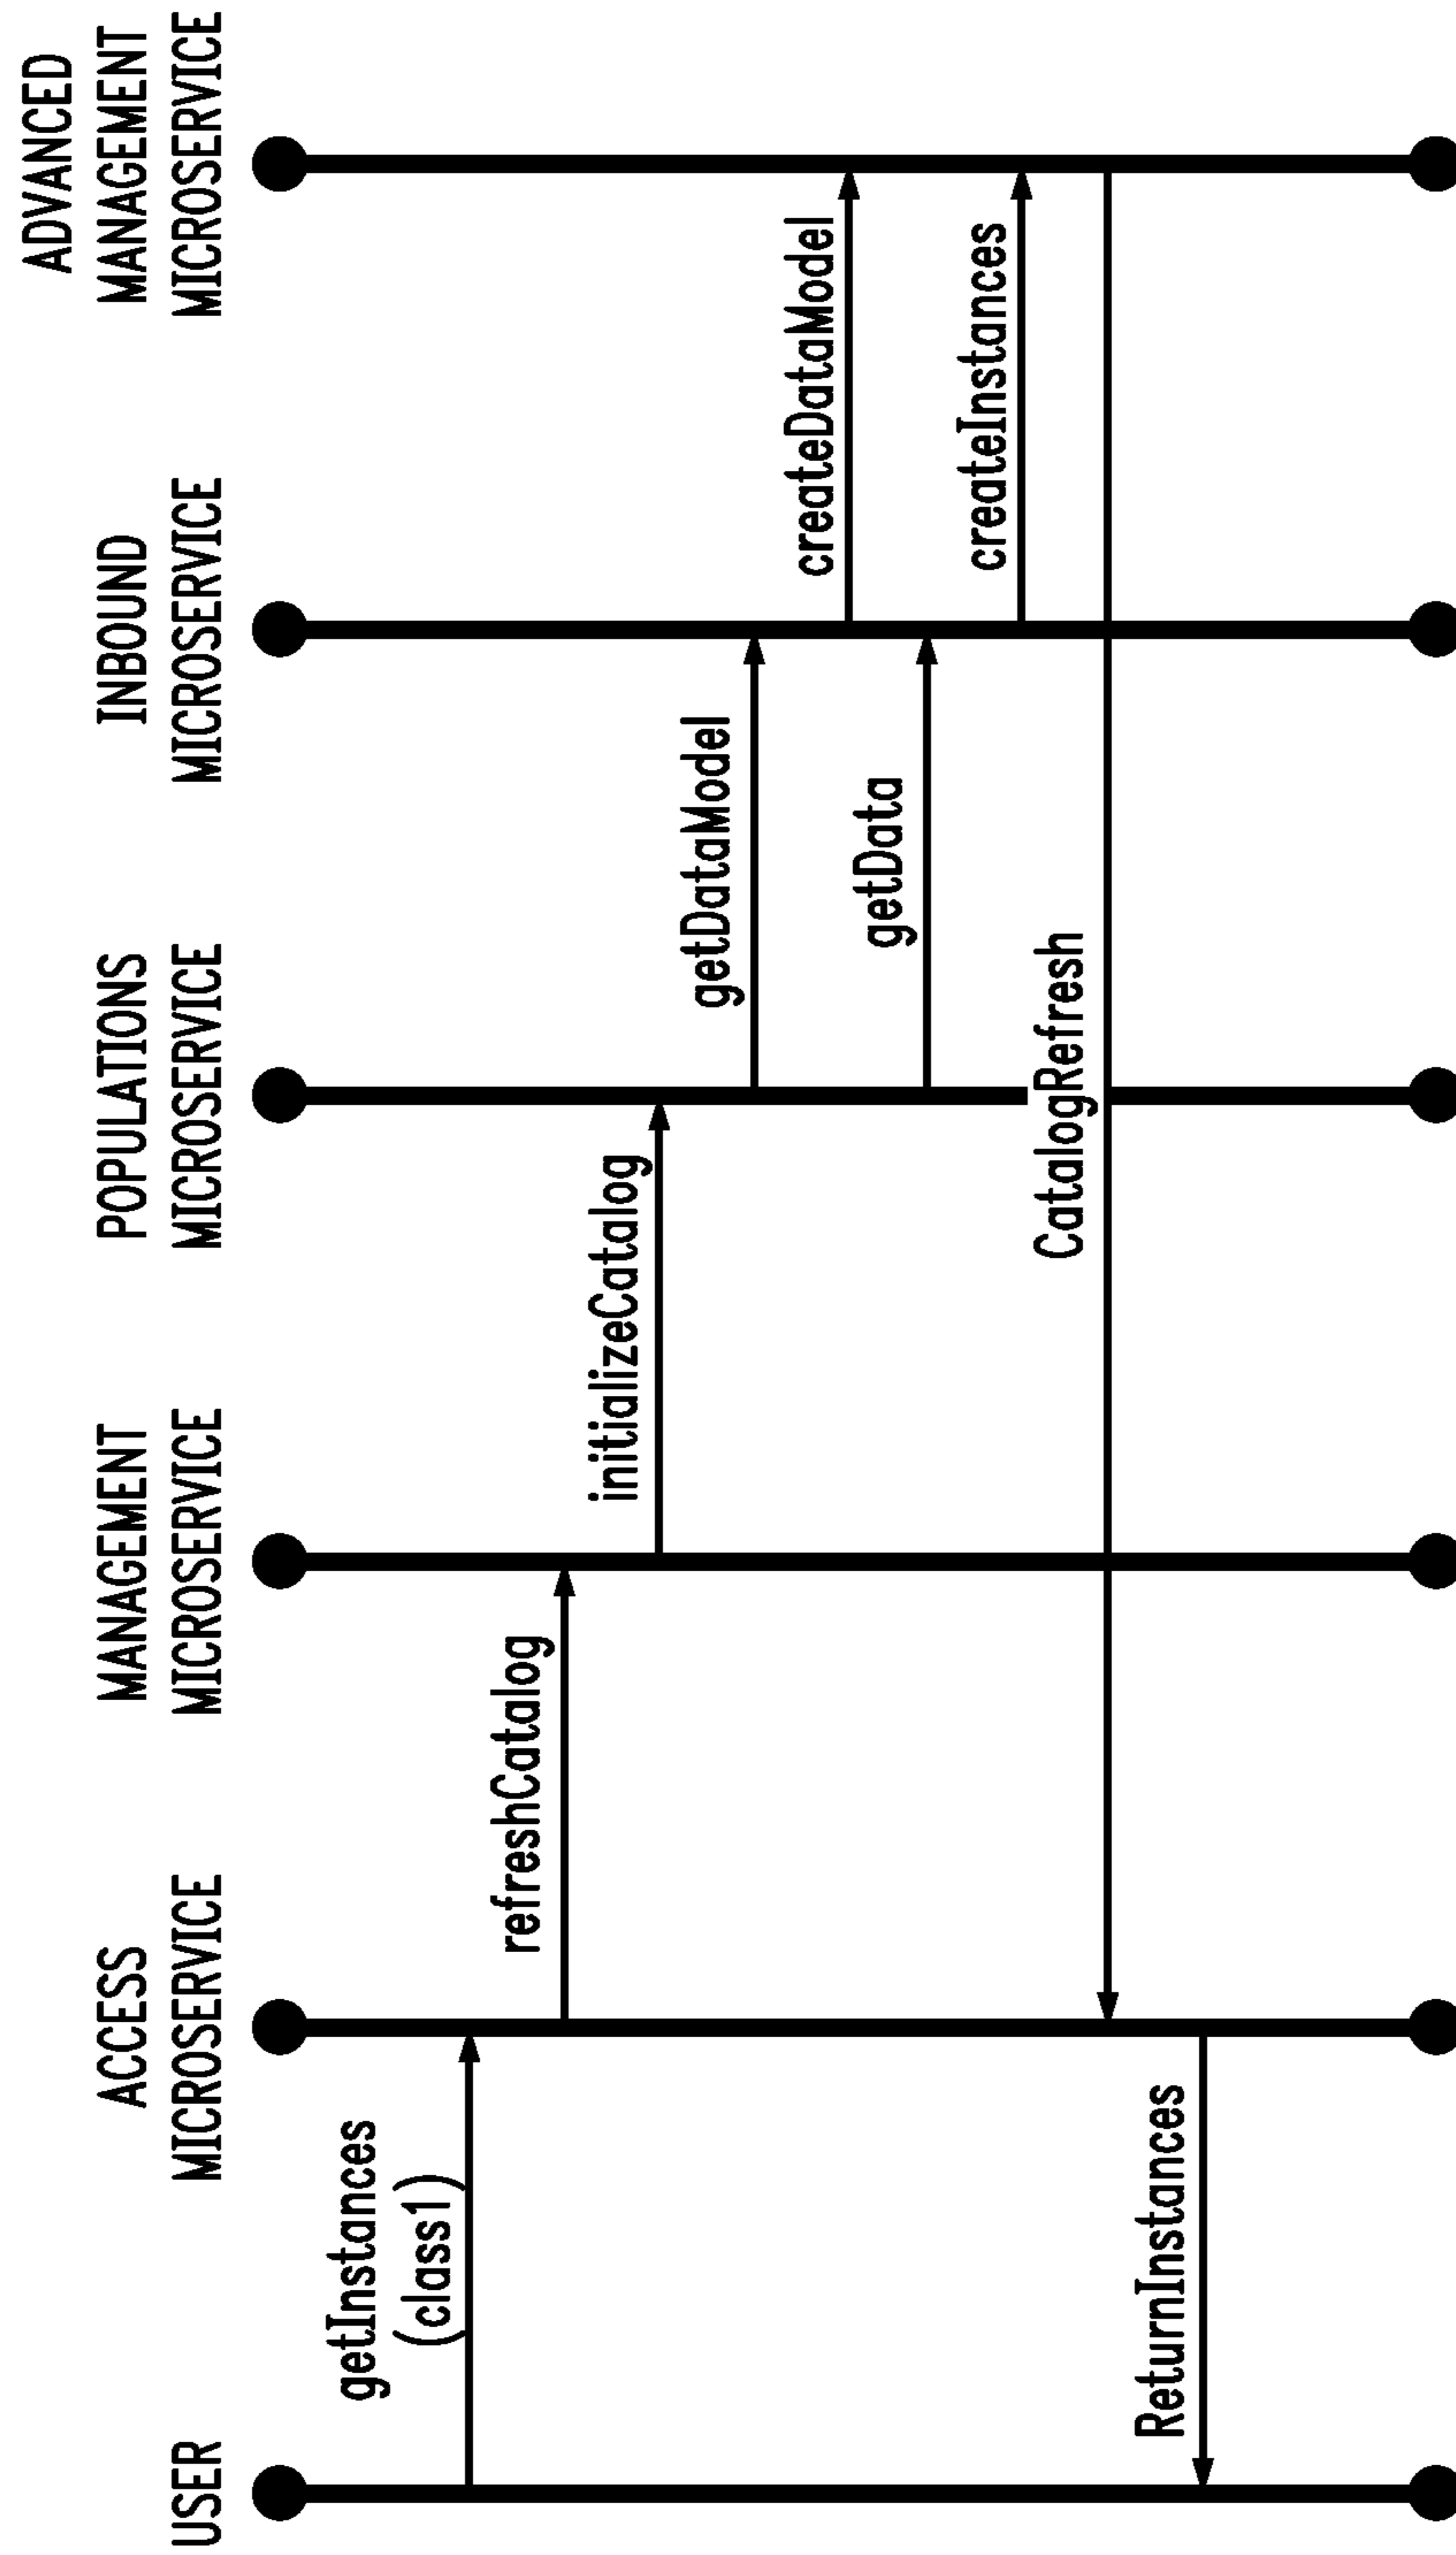 USER
ACCESS
MICROSERVICE
MANAGEMENT
MICROSERVICE
POPULATIONS
MICROSERVICE
INBOUND
MICROSERVICE
ADVANCED
MANAGEMENT
MICROSERVICE
getInstances
(class1)
refreshCatalog
initializeCatalog
getDataModel
createDataModel
getData
createInstances
CatalogRefresh
ReturnInstances